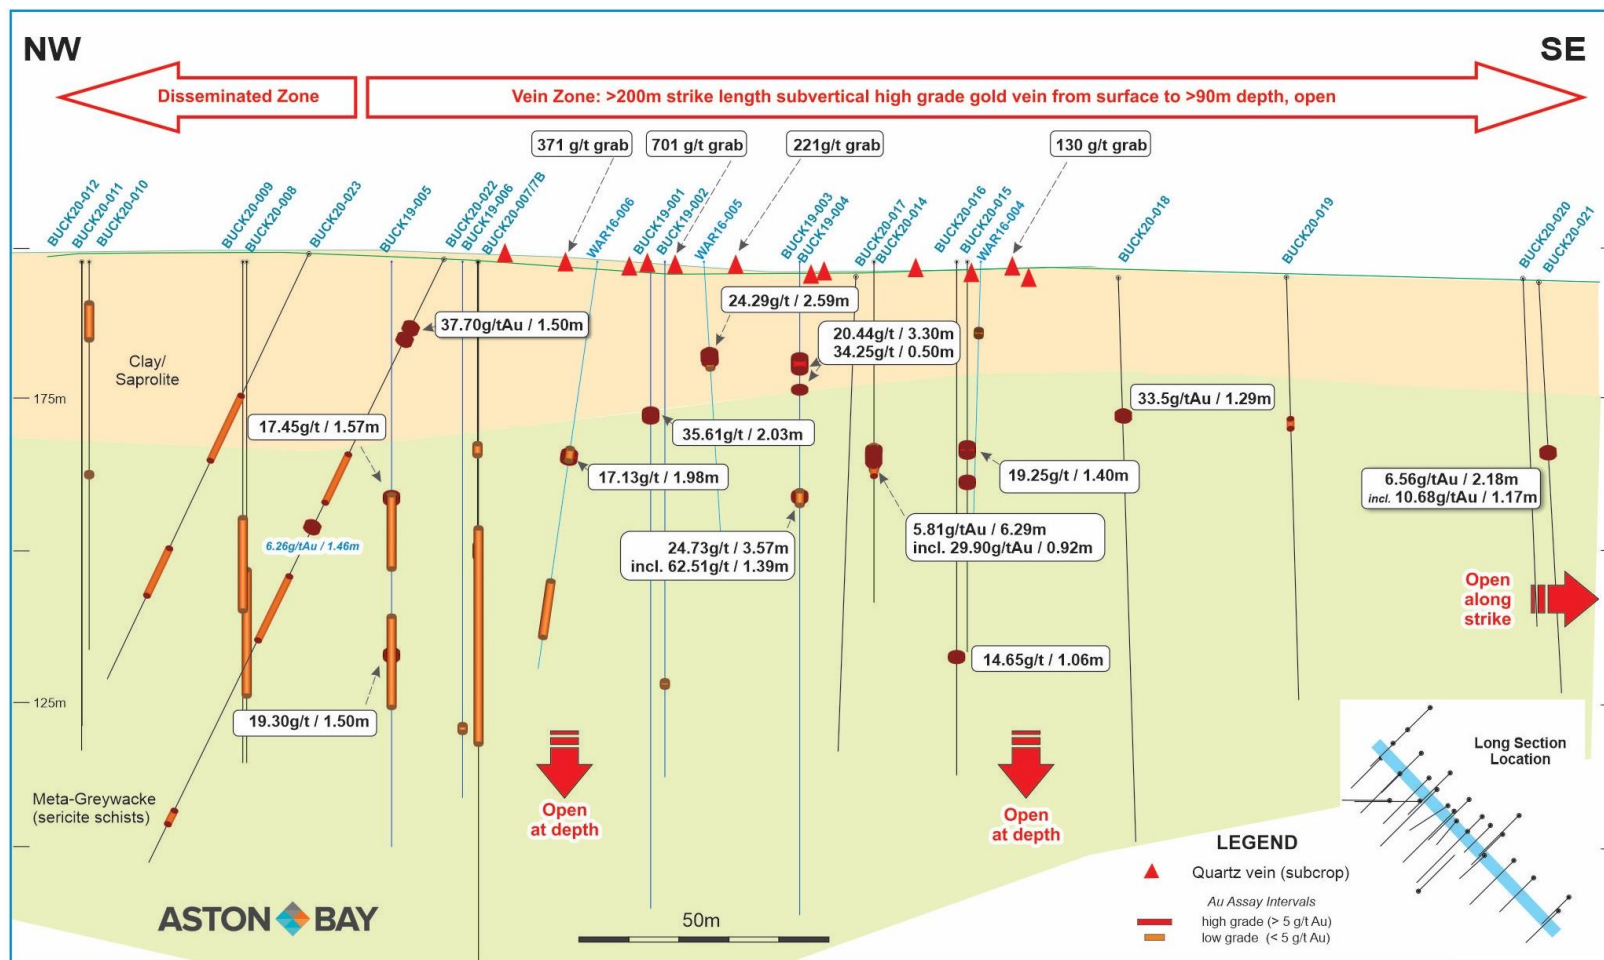 NW
SE
Disseminated Zone
Vein Zone: >200m strike length subvertical high grade gold vein from surface to >90m depth, open
371 g/t grab
701 g/t grab
221g/t grab
130 g/t grab
BUCK20-012
BUCK20-011
BUCK20-010
BUCK20-009
BUCK20-008
BUCK20-023
BUCK19-005
BUCK20-022
BUCK19-006
BUCK20-007/7B
WAR16-006
BUCK19-001
BUCK19-002
WAR16-005
BUCK19-003
BUCK19-004
BUCK20-017
BUCK20-014
BUCK20-016
BUCK20-015
WAR16-004
BUCK20-018
BUCK20-019
BUCK20-020
BUCK20-021
24.29g/t / 2.59m
37.70g/tAu / 1.50m
20.44g/t / 3.30m
34.25g/t / 0.50m
Clay/
Saprolite
175m
33.5g/tAu / 1.29m
17.45g/t / 1.57m
35.61g/t / 2.03m
17.13g/t / 1.98m
19.25g/t / 1.40m
6.56g/tAu / 2.18m
incl. 10.68g/tAu / 1.17m
6.26g/tAu / 1.46m
24.73g/t / 3.57m
incl. 62.51g/t / 1.39m
5.81g/tAu / 6.29m
incl. 29.90g/tAu / 0.92m
Open
along
strike
14.65g/t / 1.06m
125m
19.30g/t / 1.50m
Meta-Greywacke
(sericite schists)
Open
at depth
Open
at depth
Long Section
Location
LEGEND
Quartz vein (subcrop)
Au Assay Intervals
high grade (> 5 g/t Au)
low grade (< 5 g/t Au)
ASTON BAY
50m